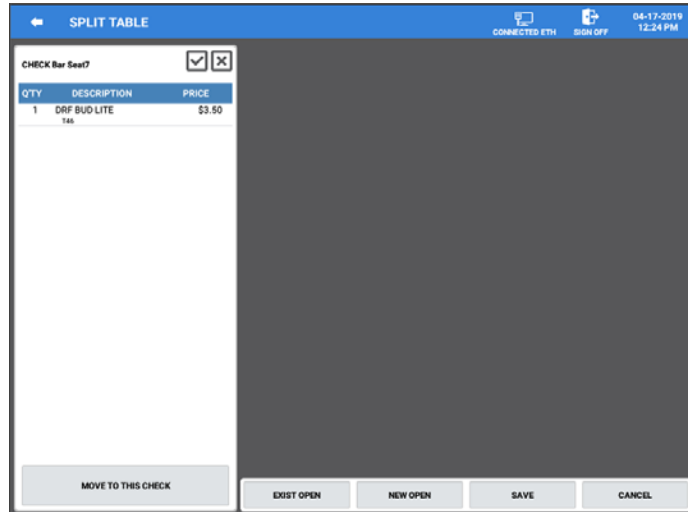 SPLIT TABLE
CONNECTED ETH
SIGN OFF
04-17-2019
12:24 PM
CHECK Bar Seat7
Q'TY DESCRIPTION PRICE
1 DRF BUD LITE $3.50
T46
MOVE TO THIS CHECK
EXIST OPEN NEW OPEN SAVE CANCEL